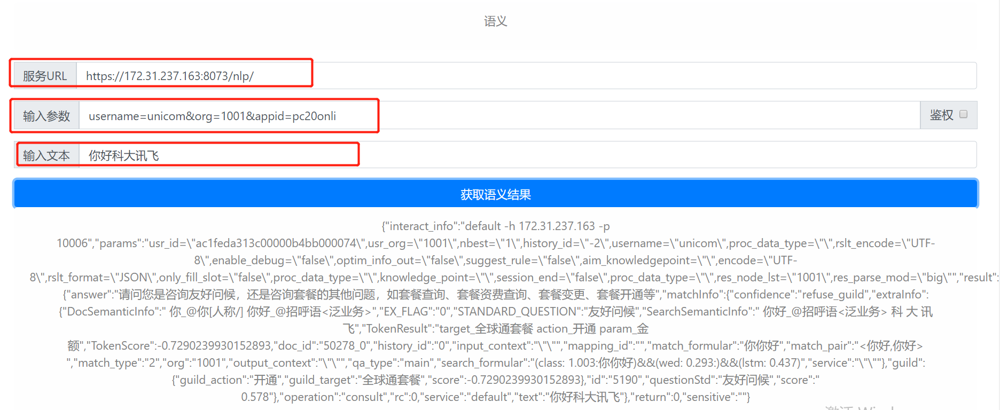 语义
服务URL https://172.31.237.163:8073/nlp/
输入参数 username=unicom&org=1001&appid=pc20onli 鉴权
输入文本 你好科大讯飞
获取语义结果
{"interact_info":"default -h 172.31.237.163 -p
10006","params":"usr_id=\"ac1feda313c00000b4bb000074\",usr_org=\"1001\",nbest=\"1\",history_id=\"-2\",username=\"unicom\",proc_data_type=\"\",rslt_encode=\"UTF-
8\",enable_debug=\"false\",optim_info_out=\"false\",suggest_rule=\"false\",aim_knowledgepoint=\"\",encode=\"UTF-
8\",rslt_format=\"JSON\",only_fill_slot=\"false\",proc_data_type=\"\",knowledge_point=\"\",session_end=\"false\",proc_data_type=\"\",res_node_lst=\"1001\",res_parse_mod=\"big\"","result":
{"answer":"请问您是咨询友好问候，还是咨询套餐的其他问题，如套餐查询、套餐资费查询、套餐变更、套餐开通等","matchInfo":{"confidence":"refuse_guild","extraInfo":
{"DocSemanticInfo":" 你_@你[人称/] 你好_@招呼语<泛业务>","EX_FLAG":"0","STANDARD_QUESTION":"友好问候","SearchSemanticInfo":" 你好_@招呼语<泛业务> 科 大 讯
飞","TokenResult":"target_全球通套餐 action_开通 param_金
额","TokenScore":-0.7290239930152893,"doc_id":"50278_0","history_id":"0","input_context":"\"\"","mapping_id":"","match_formular":"你你好","match_pair":"<你好,你好>
","match_type":"2","org":"1001","output_context":"\"\"","qa_type":"main","search_formular":"(class: 1.003:你你好)&&(wed: 0.293:)&&(lstm: 0.437)","service":"\"\""},"guild":
{"guild_action":"开通","guild_target":"全球通套餐","score":-0.7290239930152893},"id":"5190","questionStd":"友好问候","score":"
0.578"},"operation":"consult","rc":0,"service":"default","text":"你好科大讯飞"},"return":0,"sensitive":""}